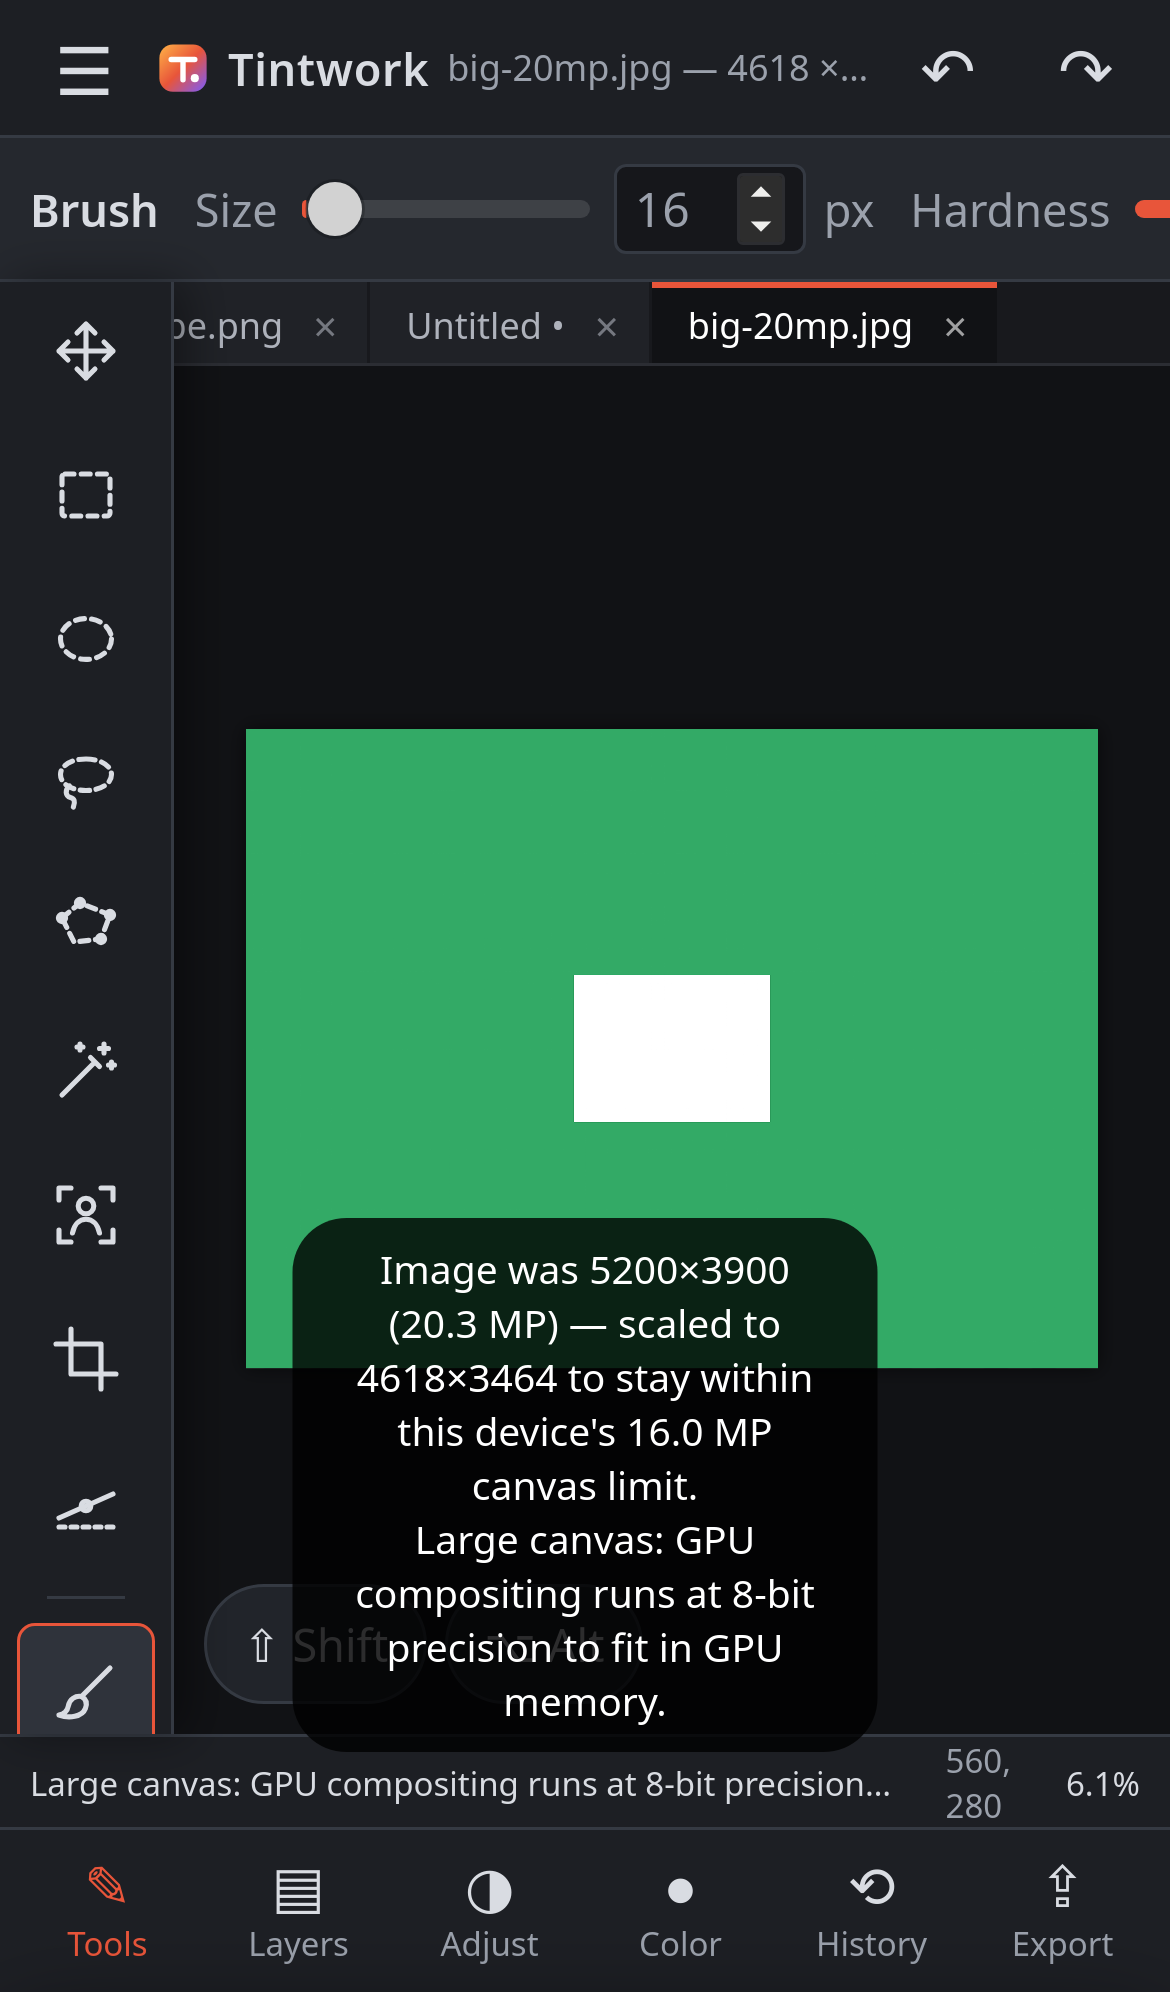 Tintwork big-20mp.jpg — 4618 ×...
Brush Size 16 px Hardness
be.png × Untitled • × big-20mp.jpg ×
Image was 5200×3900
(20.3 MP) — scaled to
4618×3464 to stay within
this device's 16.0 MP
canvas limit.
Large canvas: GPU
compositing runs at 8-bit
precision to fit in GPU
memory.
⇧ Shift Alt
Large canvas: GPU compositing runs at 8-bit precision...
560,
280
6.1%
Tools Layers Adjust Color History Export